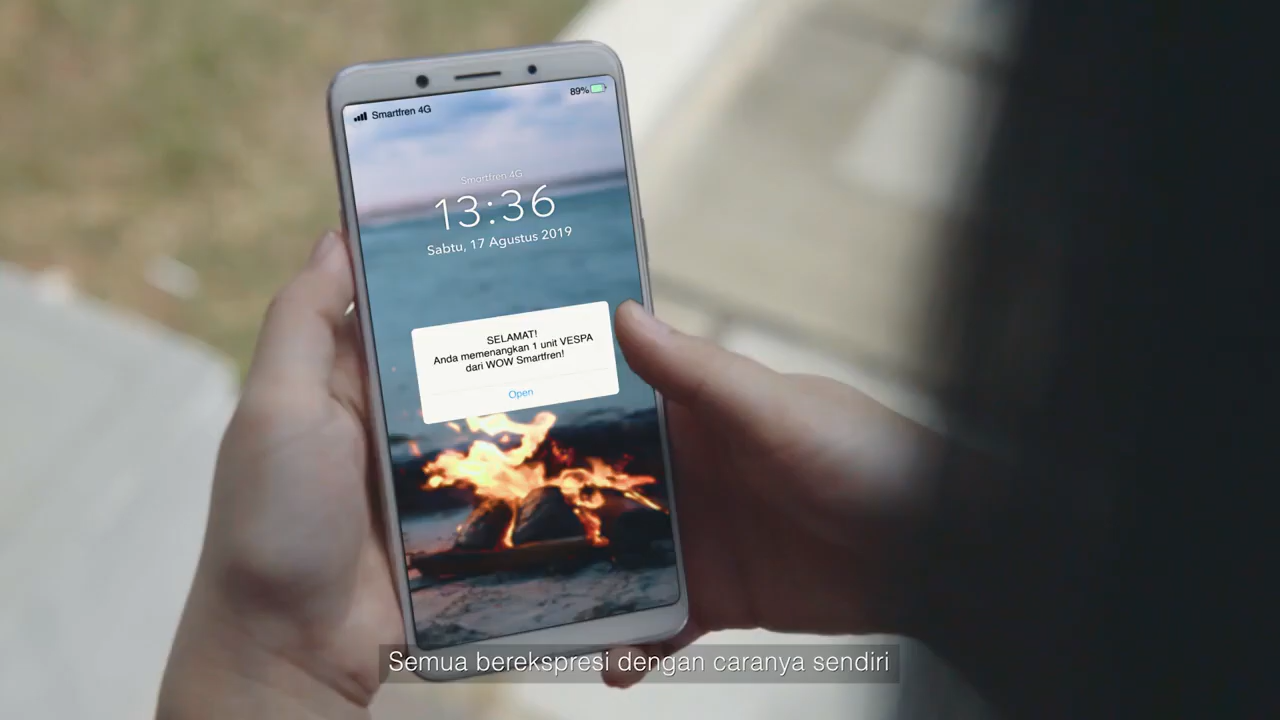 Smartfren 4G
89%
Smartfren 4G
13:36
Sabtu, 17 Agustus 2019
SELAMAT!
Anda memenangkan 1 unit VESPA
dari WOW Smartfren!
Open
Semua berekspresi dengan caranya sendiri